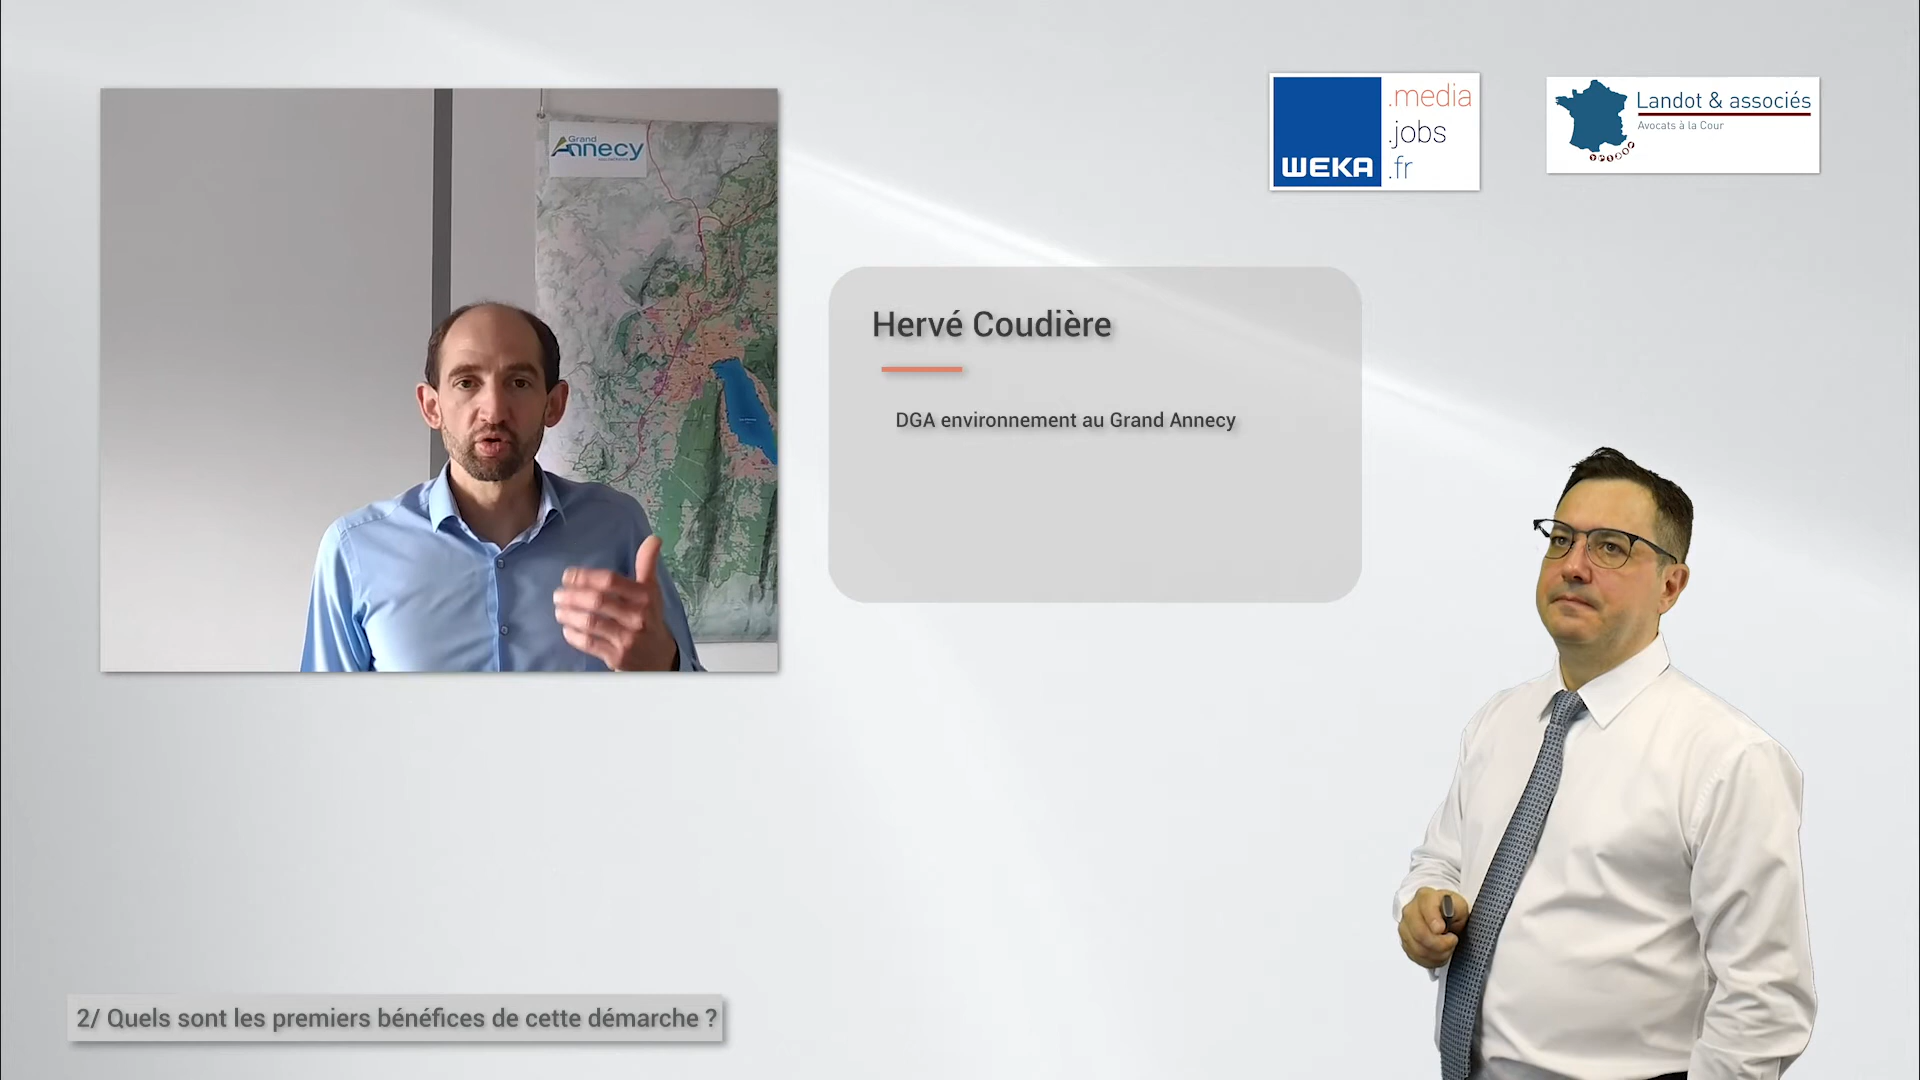 Grand
Annecy
WEKA
.media
.jobs
.fr
Landot & associés
Avocats à la Cour
Hervé Coudière
DGA environnement au Grand Annecy
2/ Quels sont les premiers bénéfices de cette démarche ?